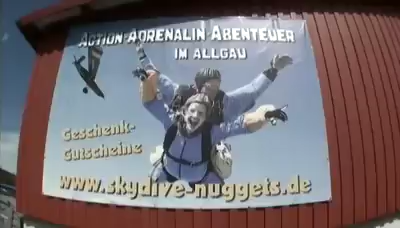 Action-Adrenalin-Abenteuer
im Allgäu
Geschenk-
Gutscheine
www.skydive-nuggets.de